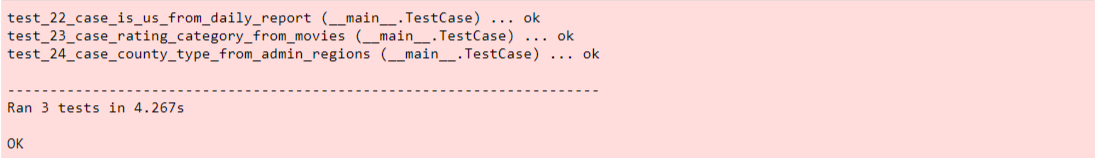 test_22_case_is_us_from_daily_report (__main__.TestCase) ... ok
test_23_case_rating_category_from_movies (__main__.TestCase) ... ok
test_24_case_county_type_from_admin_regions (__main__.TestCase) ... ok
----------------------------------------------------------------------
Ran 3 tests in 4.267s
OK